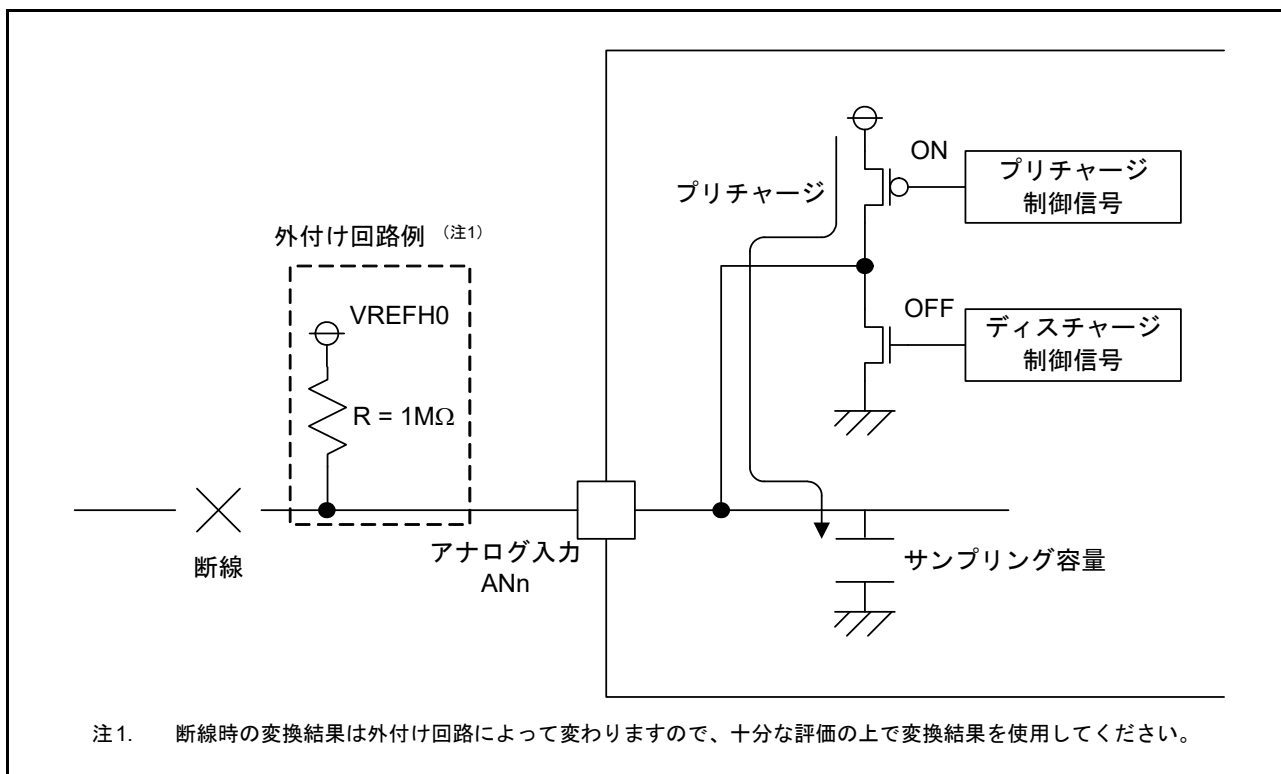 ON
プリチャージ
制御信号
プリチャージ
外付け回路例 （注1）
VREFH0
OFF
ディスチャージ
制御信号
R = 1MΩ
断線
アナログ入力
ANn
サンプリング容量
注1. 断線時の変換結果は外付け回路によって変わりますので、十分な評価の上で変換結果を使用してください。